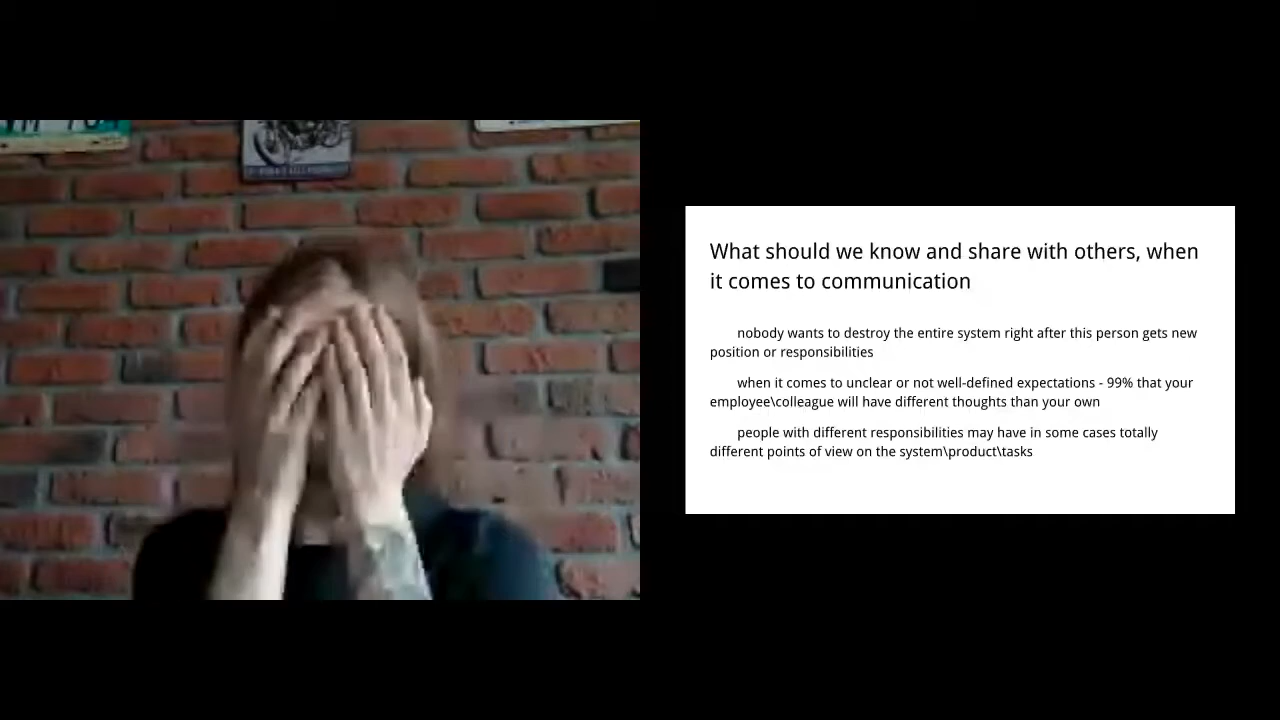 What should we know and share with others, when
it comes to communication
nobody wants to destroy the entire system right after this person gets new
position or responsibilities
when it comes to unclear or not well-defined expectations - 99% that your
employee\colleague will have different thoughts than your own
people with different responsibilities may have in some cases totally
different points of view on the system\product\tasks